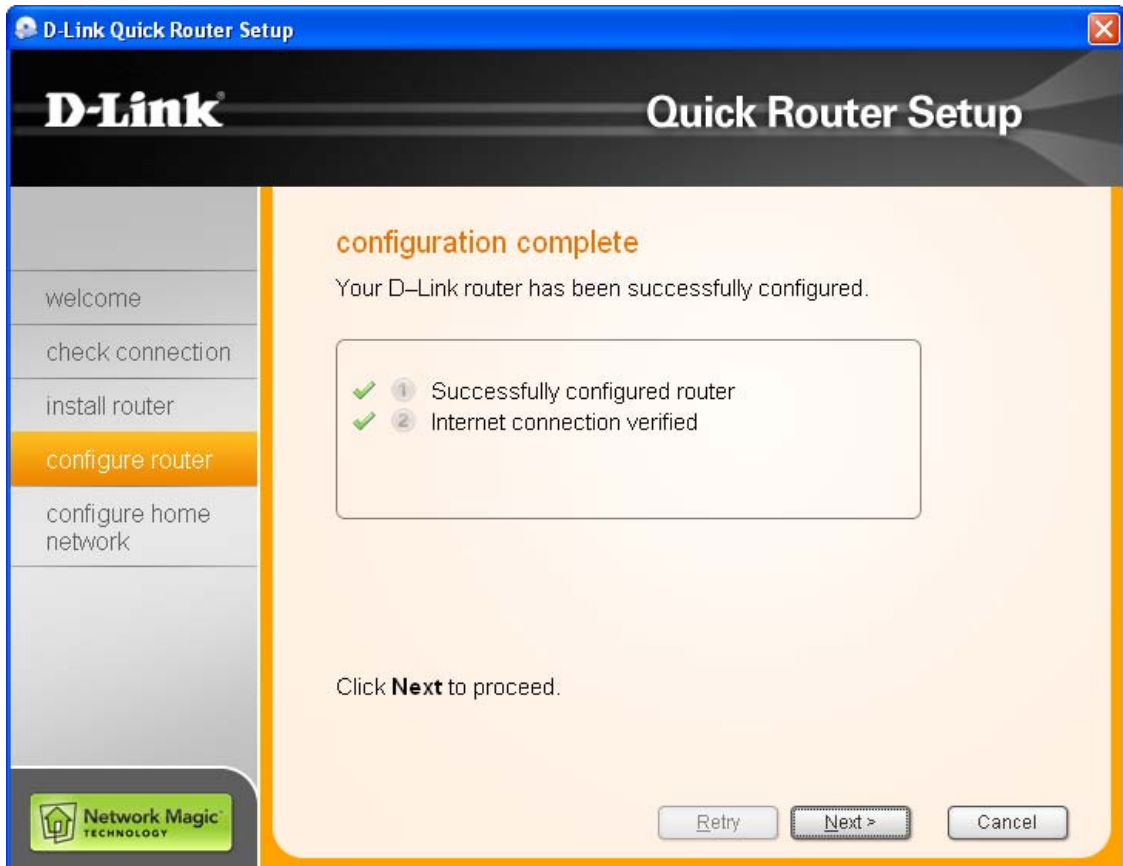 D-Link Quick Router Setup
D-Link®
Quick Router Setup
welcome
check connection
install router
configure router
configure home
network
configuration complete
Your D–Link router has been successfully configured.
1 Successfully configured router
2 Internet connection verified
Click Next to proceed.
Network Magic
TECHNOLOGY
Retry
Next >
Cancel